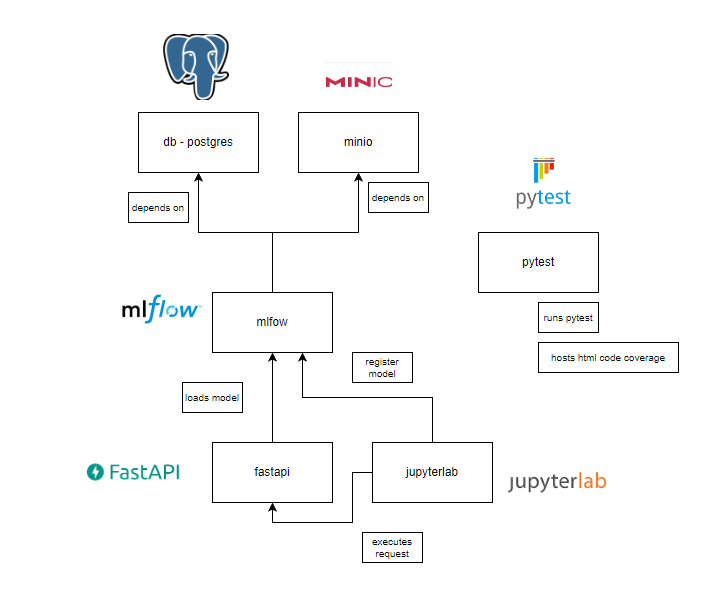 MINIC
db - postgres
minio
depends on
depends on
pytest
pytest
mlflow
mlfow
runs pytest
hosts html code coverage
register
model
loads model
FastAPI
fastapi
jupyterlab
jupyterlab
executes
request